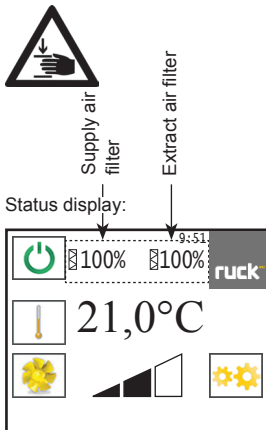 Supply air
filter
Extract air filter
Status display:
9:51
100% 100%
ruck
21,0°C